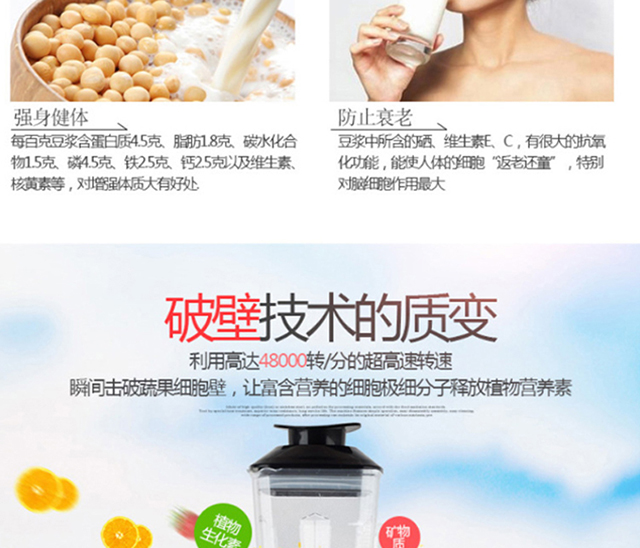 强身健体
每百克豆浆含蛋白质4.5克、脂肪1.8克、碳水化合
物1.5克、磷4.5克、铁2.5克、钙2.5克以及维生素、
核黄素等，对增强体质大有好处.
防止衰老
豆浆中所含的硒、维生素E、C，有很大的抗氧
化功能，能使人体的细胞“返老还童”，特别
对脑细胞作用最大
破壁技术的质变
利用高达48000转/分的超高速转速
瞬间击破蔬果细胞壁，让富含营养的细胞极细分子释放植物营养素
植物
生化素
矿物
质